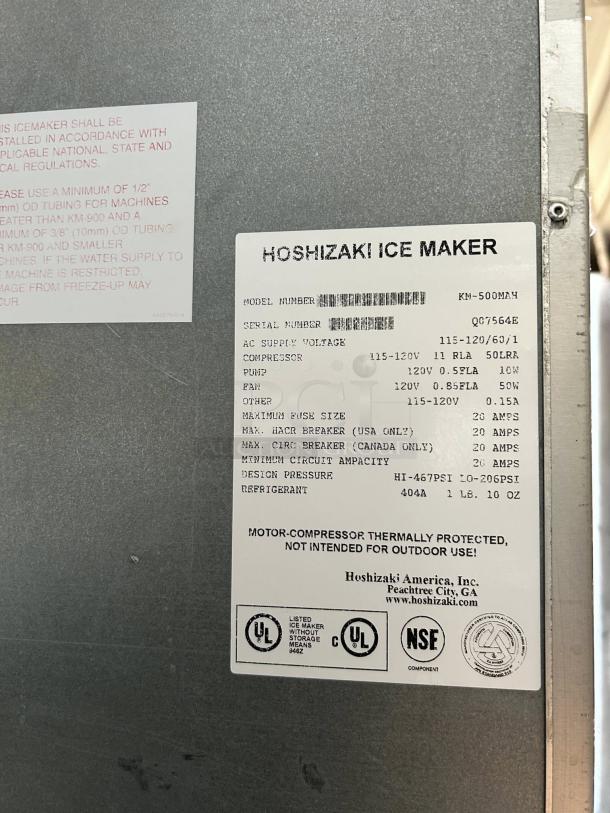 IS ICEMAKER SHALL BE
STALLED IN ACCORDANCE WITH
PLICABLE NATIONAL, STATE AND
CAL REGULATIONS.
EASE USE A MINIMUM OF 1/2"
mm) OD TUBING FOR MACHINES
EATER THAN KM-900 AND A
IMUM OF 3/8" (10mm) OD TUBING
R KM-900 AND SMALLER
CHINES. IF THE WATER SUPPLY TO
E MACHINE IS RESTRICTED,
MAGE FROM FREEZE-UP MAY
CUR.
HOSHIZAKI ICE MAKER
MODEL NUMBER KM-500MAH
SERIAL NUMBER Q07564E
AC SUPPLY VOLTAGE 115-120/60/1
COMPRESSOR 115-120V 11 RLA 50LRA
PUMP 120V 0.5FLA 10W
FAN 120V 0.85FLA 50W
OTHER 115-120V 0.15A
MAXIMUM FUSE SIZE 20 AMPS
MAX. HACR BREAKER (USA ONLY) 20 AMPS
MAX. CIRC BREAKER (CANADA ONLY) 20 AMPS
MINIMUM CIRCUIT AMPACITY 20 AMPS
DESIGN PRESSURE HI-467PSI LO-206PSI
REFRIGERANT 404A 1 LB. 10 OZ
MOTOR-COMPRESSOR THERMALLY PROTECTED,
NOT INTENDED FOR OUTDOOR USE!
Hoshizaki America, Inc.
Peachtree City, GA
www.hoshizaki.com
UL
LISTED
ICE MAKER
WITHOUT
STORAGE
MEANS
946Z
C UL
NSF
COMPONENT